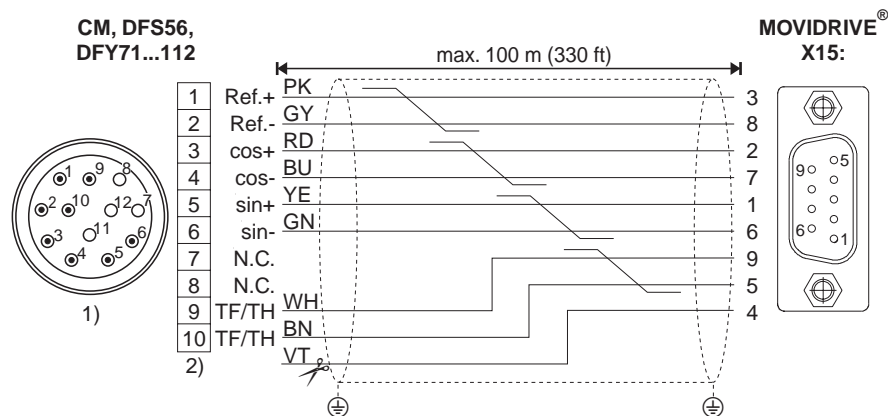 CM, DFS56,
DFY71...112
MOVIDRIVE®
X15:
max. 100 m (330 ft)
1 Ref.+ PK 3
2 Ref.- GY 8
3 cos+ RD 2
4 cos- BU 7
5 sin+ YE 1
6 sin- GN 6
7 N.C. 9
8 N.C. 5
9 TF/TH WH 4
10 TF/TH BN
VT
2)
1 9 8
2 10 12 7
3 11 6
4 5
1)
9 5
6 1